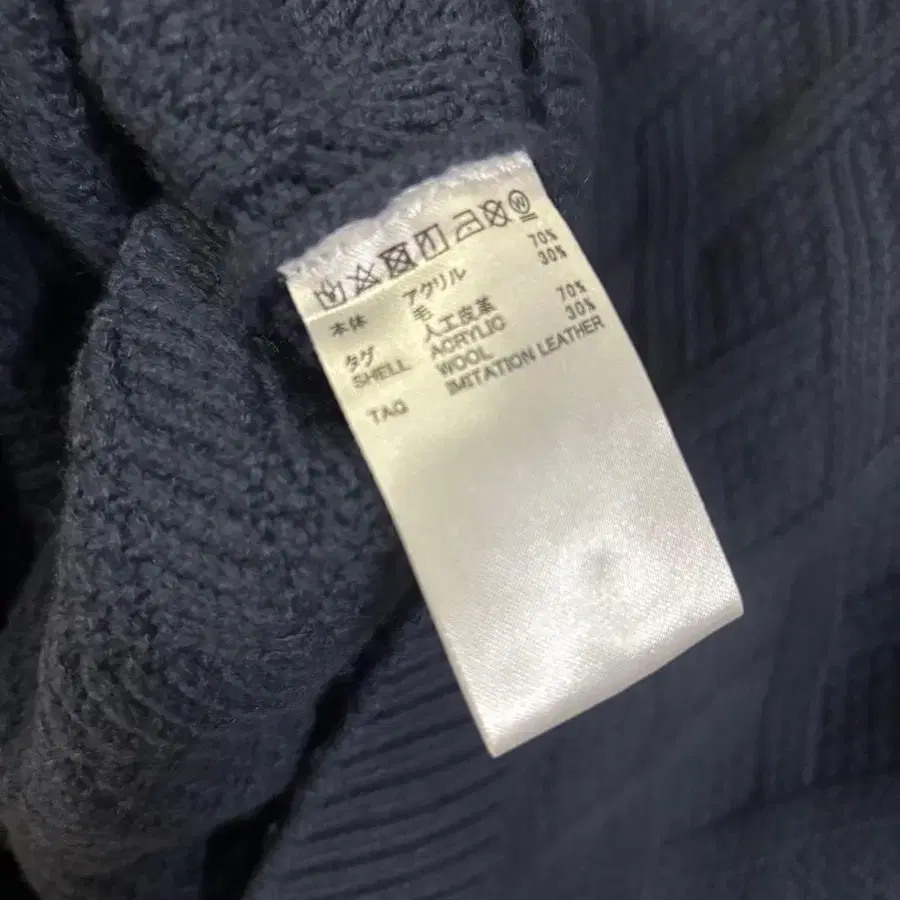 W
本体 アクリル 70%
毛 30%
タグ 人工皮革
SHELL ACRYLIC 70%
WOOL 30%
TAG IMITATION LEATHER